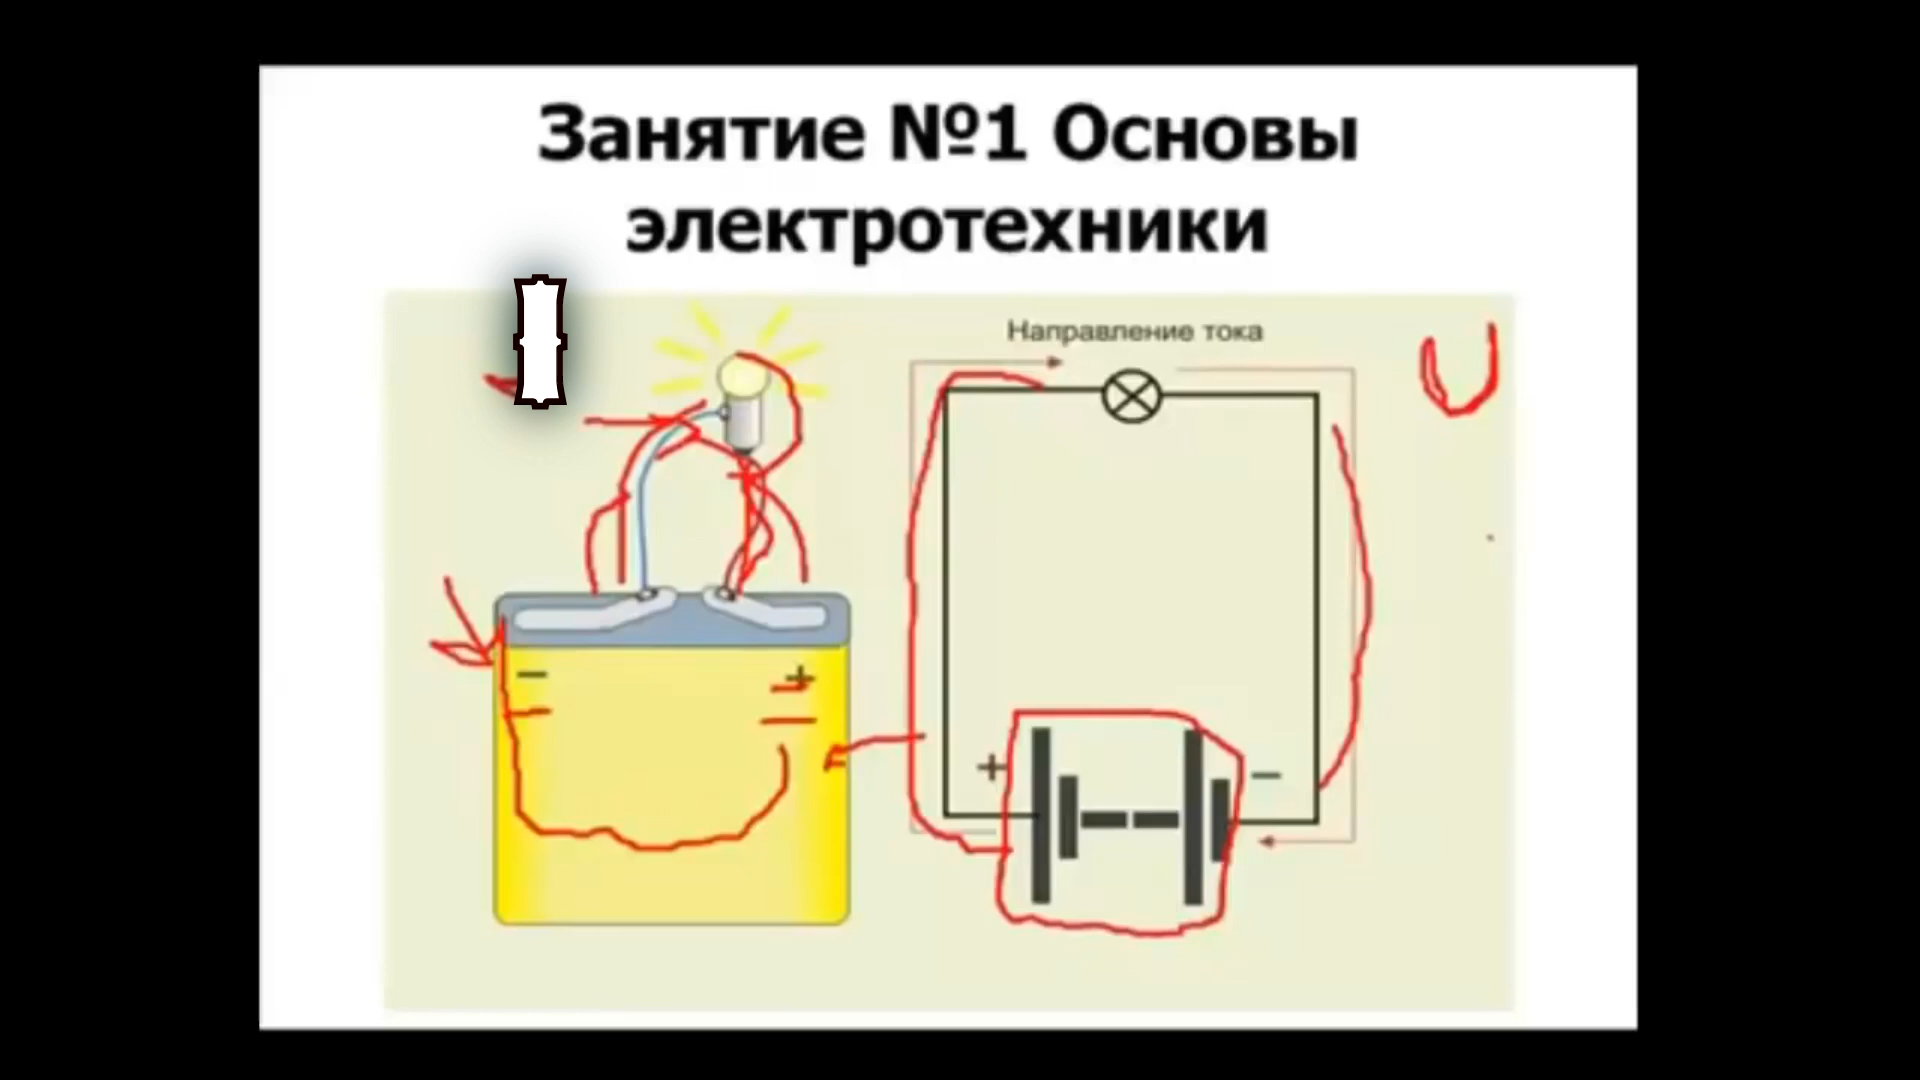 Занятие №1 Основы
электротехники
I
Направление тока
U
− +
+ −